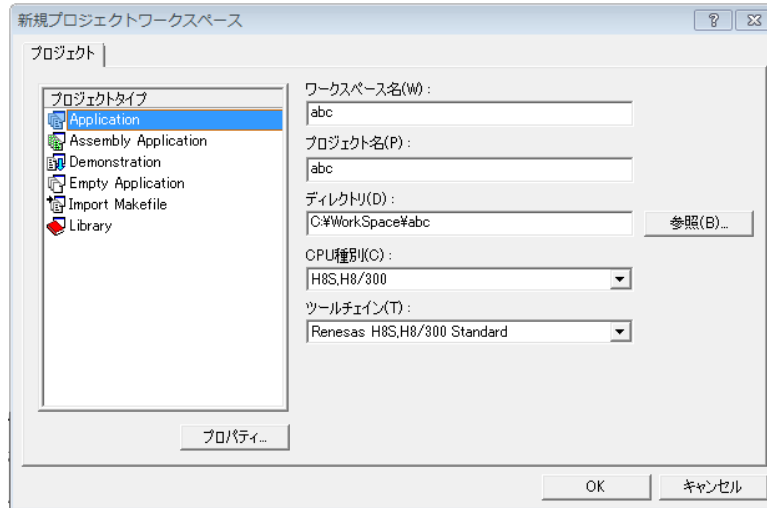 新規プロジェクトワークスペース
プロジェクト
プロジェクトタイプ
Application
Assembly Application
Demonstration
Empty Application
Import Makefile
Library
プロパティ...
ワークスペース名(W) :
abc
プロジェクト名(P) :
abc
ディレクトリ(D) :
C:¥WorkSpace¥abc
参照(B)...
CPU種別(C) :
H8S,H8/300
ツールチェイン(T) :
Renesas H8S,H8/300 Standard
OK
キャンセル